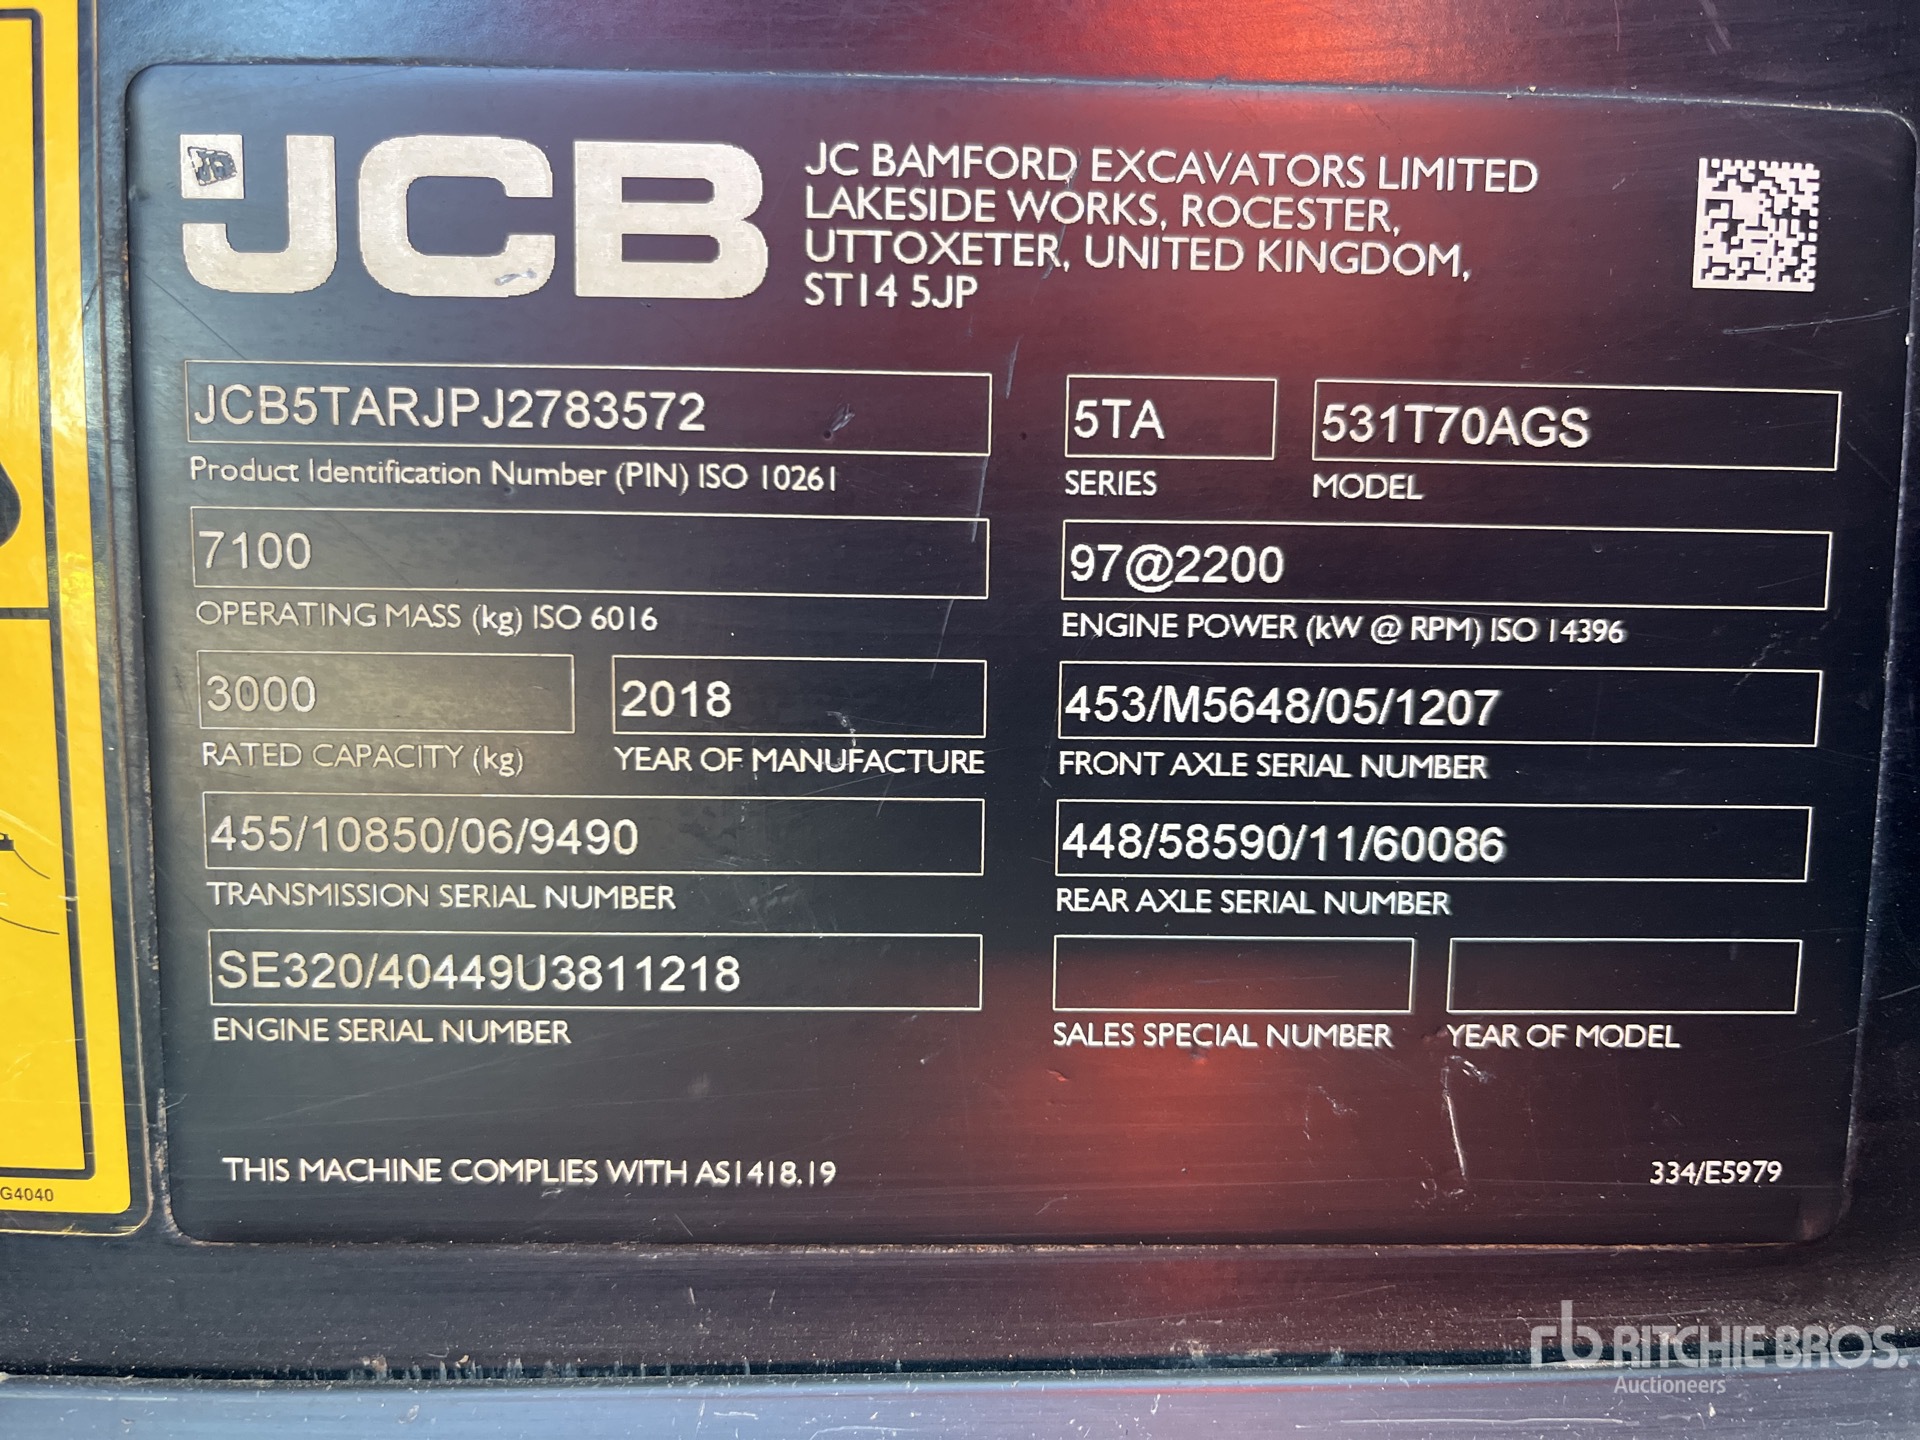 JCB
JC BAMFORD EXCAVATORS LIMITED
LAKESIDE WORKS, ROCESTER,
UTTOXETER, UNITED KINGDOM,
ST14 5JP
JCB5TARJPJ2783572
Product Identification Number (PIN) ISO 10261
5TA
SERIES
531T70AGS
MODEL
7100
OPERATING MASS (kg) ISO 6016
97@2200
ENGINE POWER (kW @ RPM) ISO 14396
3000
RATED CAPACITY (kg)
2018
YEAR OF MANUFACTURE
453/M5648/05/1207
FRONT AXLE SERIAL NUMBER
455/10850/06/9490
TRANSMISSION SERIAL NUMBER
448/58590/11/60086
REAR AXLE SERIAL NUMBER
SE320/40449U3811218
ENGINE SERIAL NUMBER
SALES SPECIAL NUMBER
YEAR OF MODEL
THIS MACHINE COMPLIES WITH AS1418.19
334/E5979
G4040
rb RITCHIE BROS.
Auctioneers